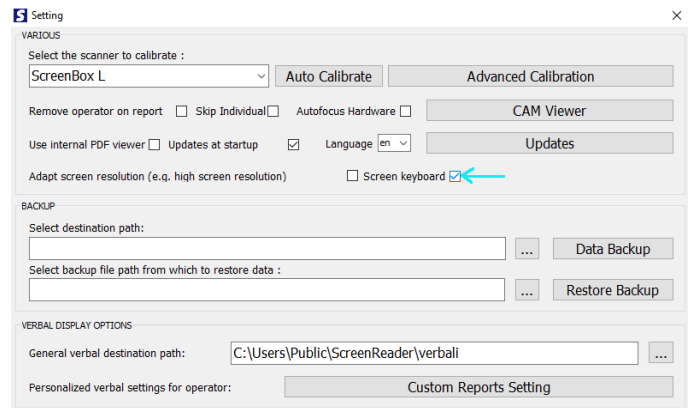 Setting
VARIOUS
Select the scanner to calibrate :
ScreenBox L Auto Calibrate Advanced Calibration
Remove operator on report Skip Individual Autofocus Hardware CAM Viewer
Use internal PDF viewer Updates at startup Language en Updates
Adapt screen resolution (e.g. high screen resolution) Screen keyboard
BACKUP
Select destination path:
... Data Backup
Select backup file path from which to restore data :
... Restore Backup
VERBAL DISPLAY OPTIONS
General verbal destination path: C:\Users\Public\ScreenReader\verbali ...
Personalized verbal settings for operator: Custom Reports Setting